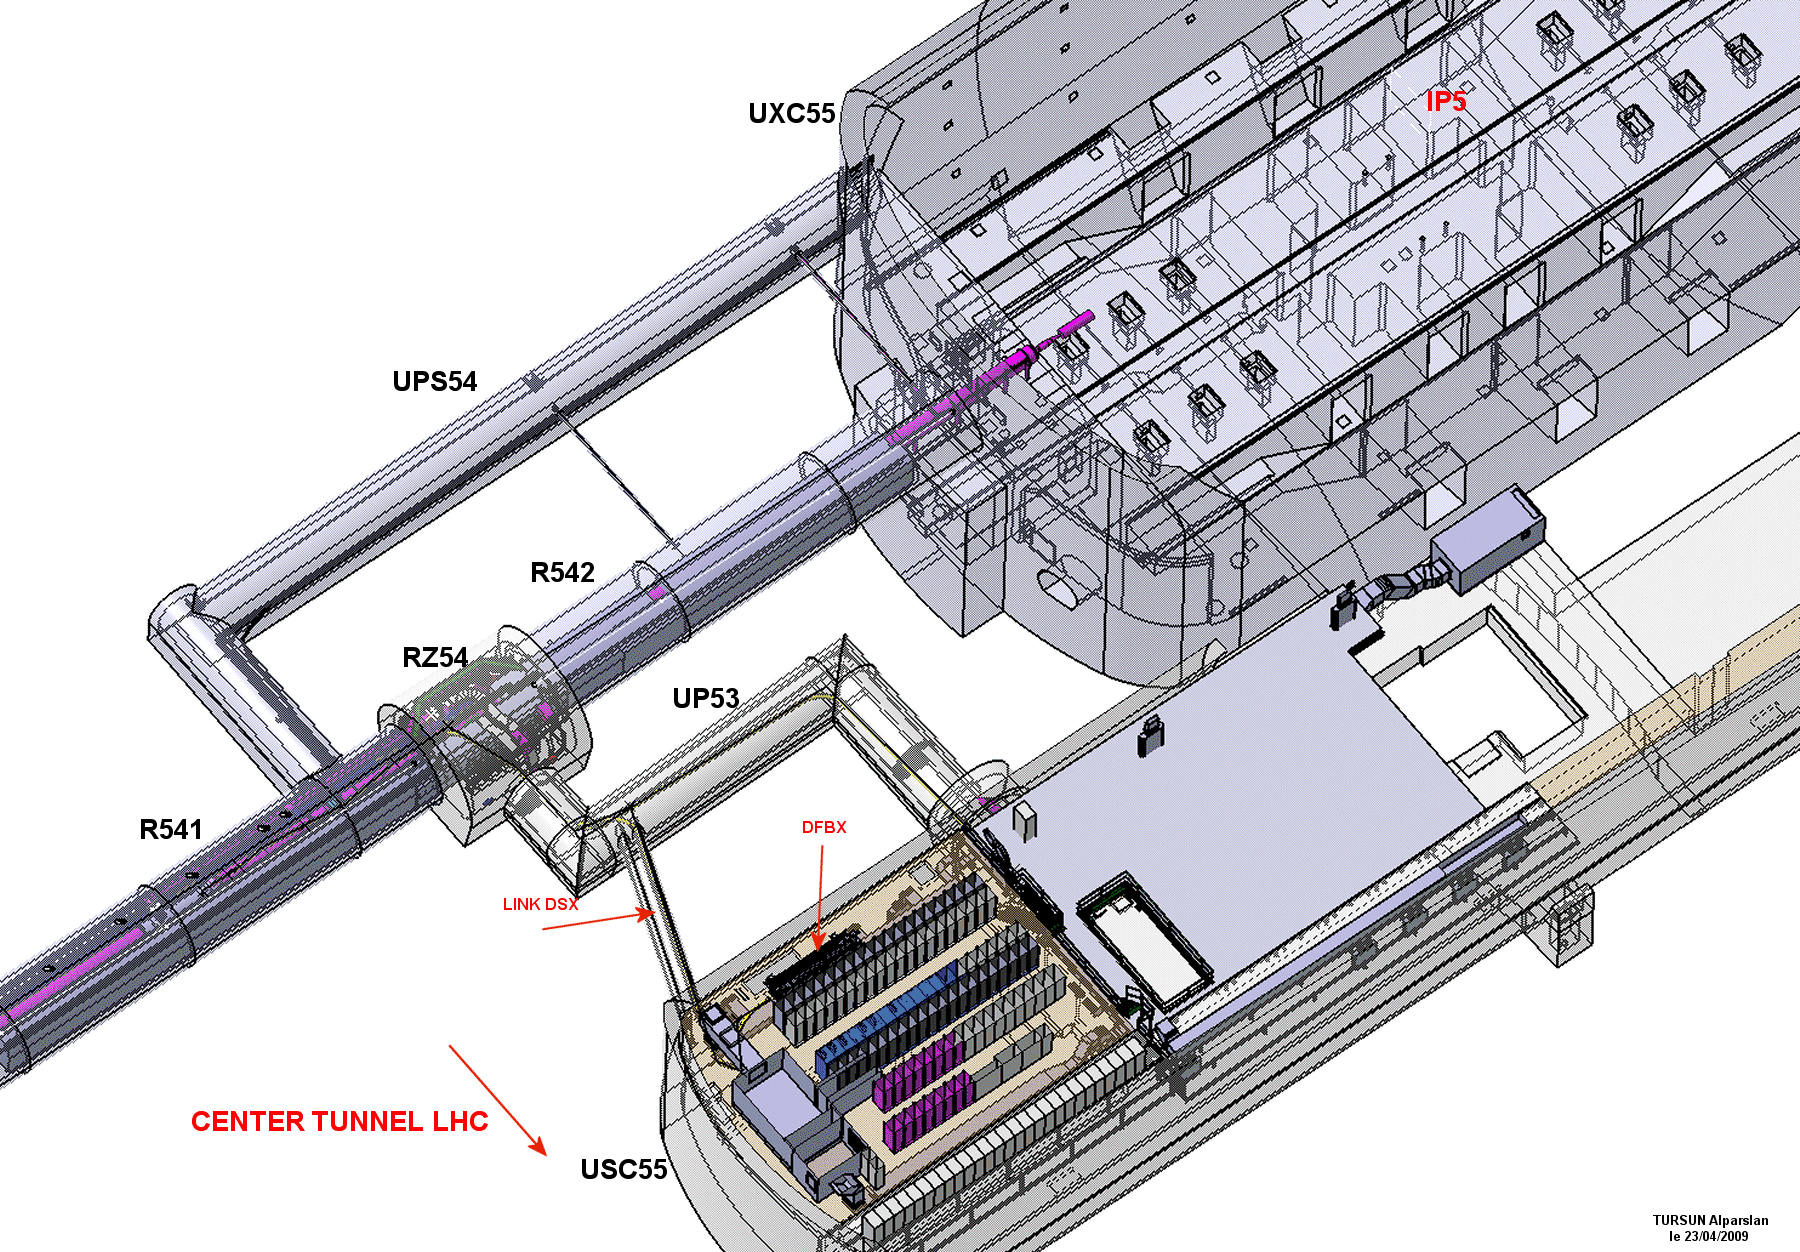 IP5
UXC55
UPS54
R542
RZ54
UP53
R541
DFBX
LINK DSX
CENTER TUNNEL LHC
USC55
TURSUN Alparslan
le 23/04/2009